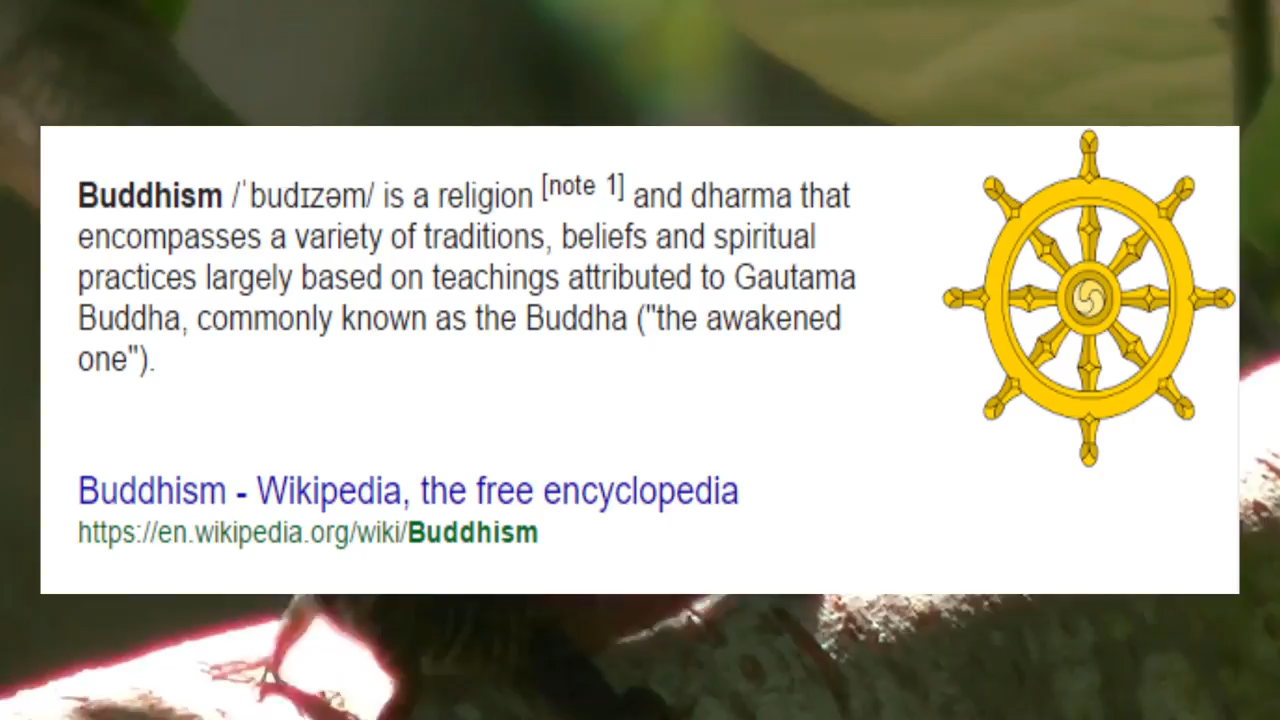 Buddhism /ˈbudɪzəm/ is a religion [note 1] and dharma that
encompasses a variety of traditions, beliefs and spiritual
practices largely based on teachings attributed to Gautama
Buddha, commonly known as the Buddha ("the awakened
one").
Buddhism - Wikipedia, the free encyclopedia
https://en.wikipedia.org/wiki/Buddhism